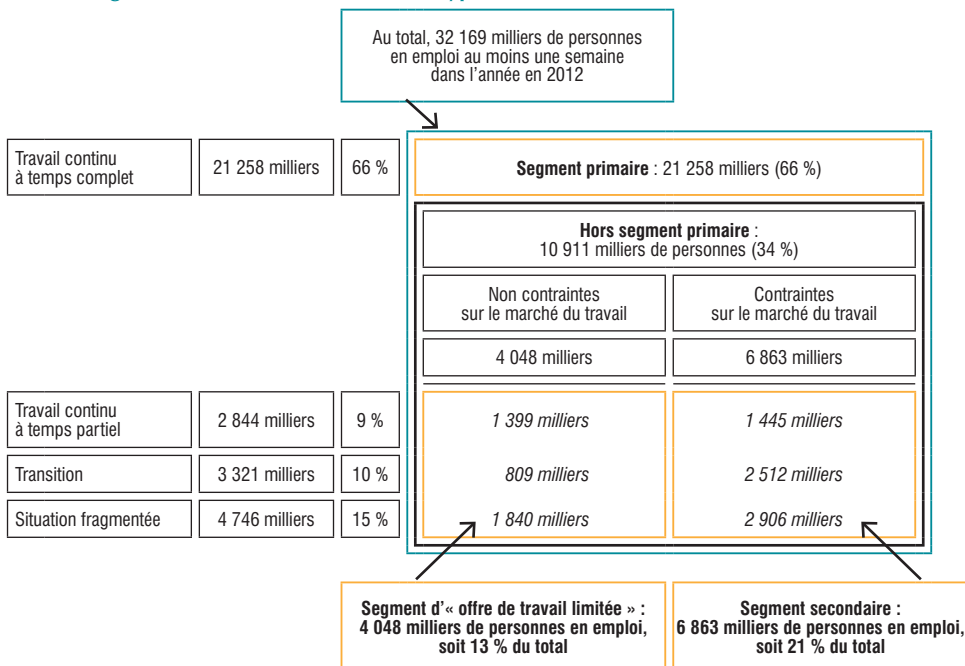 Au total, 32 169 milliers de personnes
en emploi au moins une semaine
dans l'année en 2012
Travail continu
à temps complet
21 258 milliers
66 %
Segment primaire : 21 258 milliers (66 %)
Hors segment primaire :
10 911 milliers de personnes (34 %)
Non contraintes
sur le marché du travail
Contraintes
sur le marché du travail
4 048 milliers
6 863 milliers
Travail continu
à temps partiel
2 844 milliers
9 %
1 399 milliers
1 445 milliers
Transition
3 321 milliers
10 %
809 milliers
2 512 milliers
Situation fragmentée
4 746 milliers
15 %
1 840 milliers
2 906 milliers
Segment d'« offre de travail limitée » :
4 048 milliers de personnes en emploi,
soit 13 % du total
Segment secondaire :
6 863 milliers de personnes en emploi,
soit 21 % du total